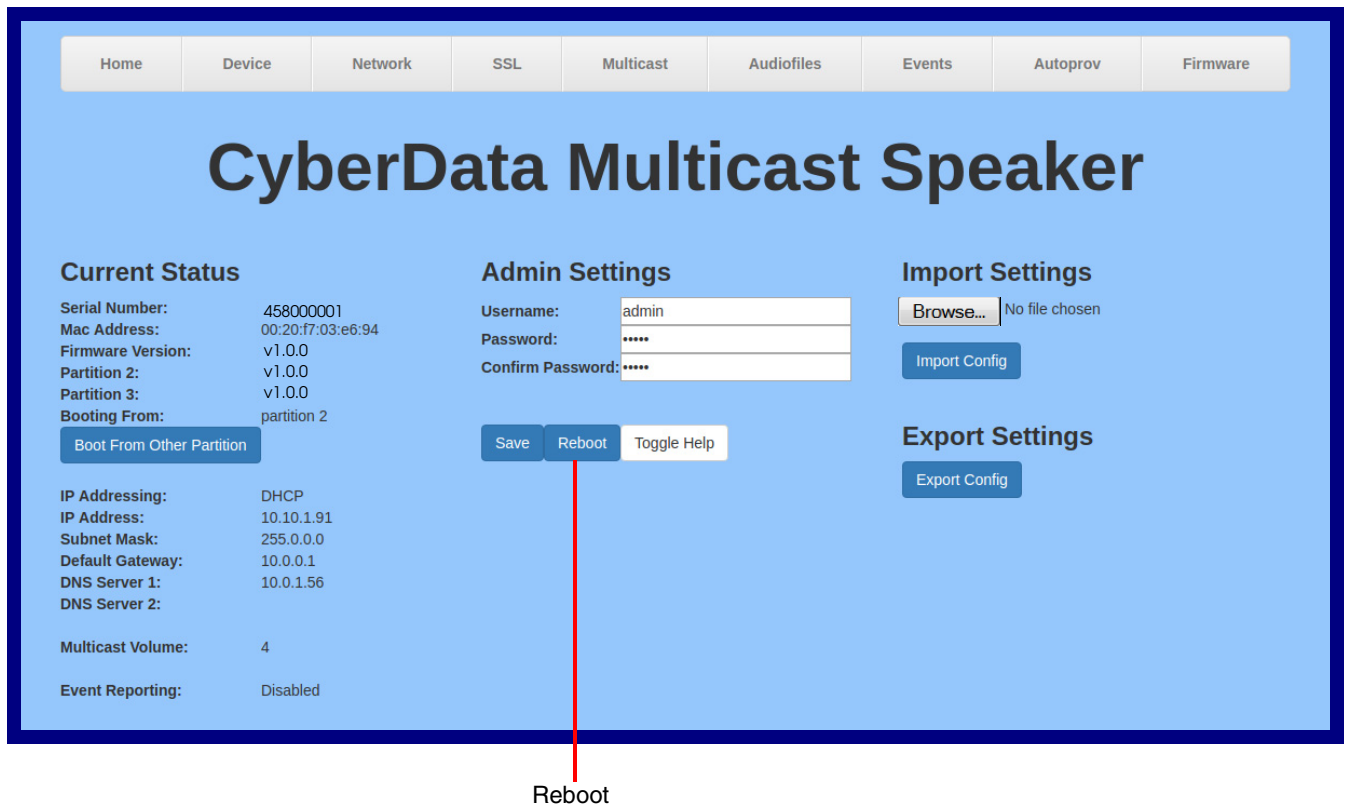 Home Device Network SSL Multicast Audiofiles Events Autoprov Firmware
CyberData Multicast Speaker
Current Status
Serial Number: 458000001
Mac Address: 00:20:f7:03:e6:94
Firmware Version: v1.0.0
Partition 2: v1.0.0
Partition 3: v1.0.0
Booting From: partition 2
Boot From Other Partition
IP Addressing: DHCP
IP Address: 10.10.1.91
Subnet Mask: 255.0.0.0
Default Gateway: 10.0.0.1
DNS Server 1: 10.0.1.56
DNS Server 2:
Multicast Volume: 4
Event Reporting: Disabled
Admin Settings
Username: admin
Password: •••••
Confirm Password: •••••
Save Reboot Toggle Help
Import Settings
Browse... No file chosen
Import Config
Export Settings
Export Config
Reboot